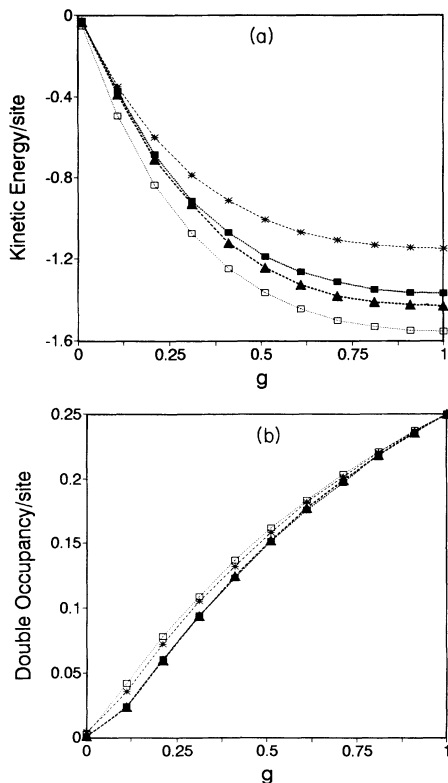 0
(a)
-0.4
-0.8
-1.2
-1.6
Kinetic Energy/site
0 0.25 0.5 0.75 1
g
0.25
(b)
0.2
0.15
0.1
0.05
0
Double Occupancy/site
0 0.25 0.5 0.75 1
g